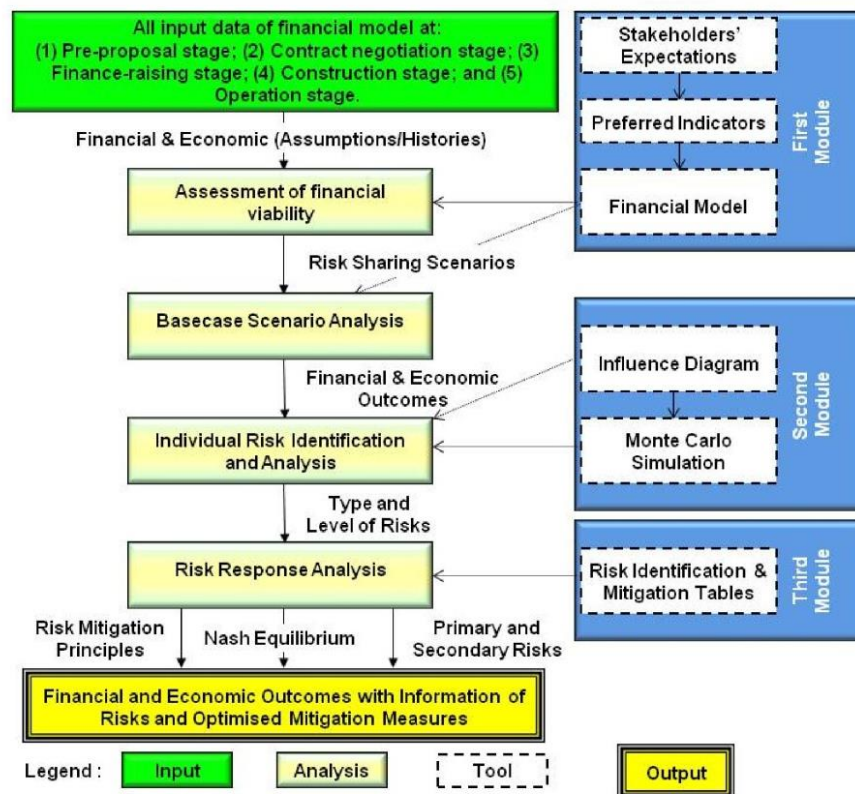 All input data of financial model at:
(1) Pre-proposal stage; (2) Contract negotiation stage; (3)
Finance-raising stage; (4) Construction stage; and (5)
Operation stage.
Stakeholders'
Expectations
Preferred Indicators
Financial Model
First
Module
Financial & Economic (Assumptions/Histories)
Assessment of financial
viability
Risk Sharing Scenarios
Basecase Scenario Analysis
Financial & Economic
Outcomes
Influence Diagram
Monte Carlo
Simulation
Second
Module
Individual Risk Identification
and Analysis
Type and
Level of Risks
Risk Response Analysis
Risk Identification &
Mitigation Tables
Third
Module
Risk Mitigation
Principles
Nash Equilibrium
Primary and
Secondary Risks
Financial and Economic Outcomes with Information of
Risks and Optimised Mitigation Measures
Legend :
Input
Analysis
Tool
Output